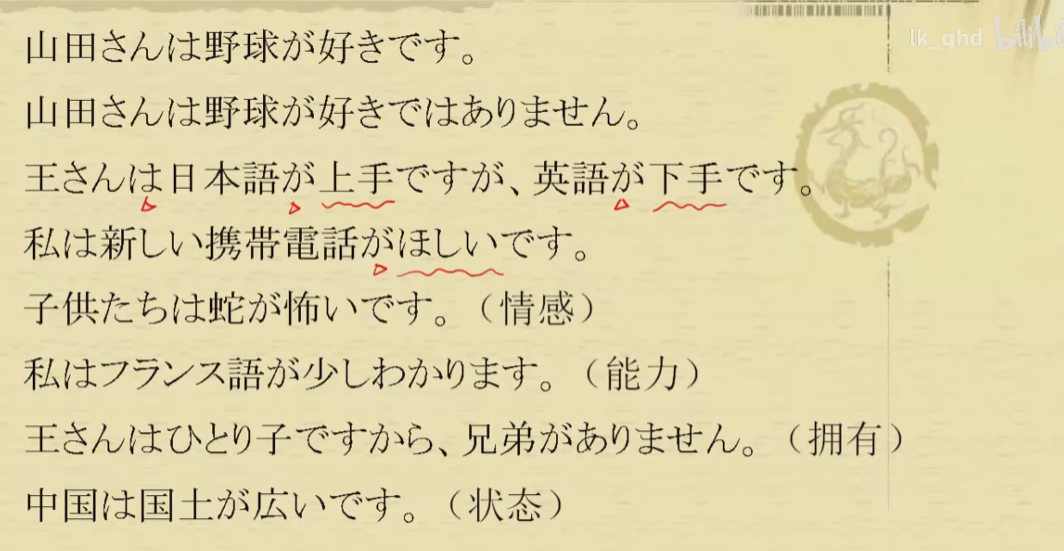 lk_qhd bilibili
山田さんは野球が好きです。
山田さんは野球が好きではありません。
王さんは日本語が上手ですが、英語が下手です。
私は新しい携帯電話がほしいです。
子供たちは蛇が怖いです。（情感）
私はフランス語が少しわかります。（能力）
王さんはひとり子ですから、兄弟がありません。（拥有）
中国は国土が広いです。（状态）